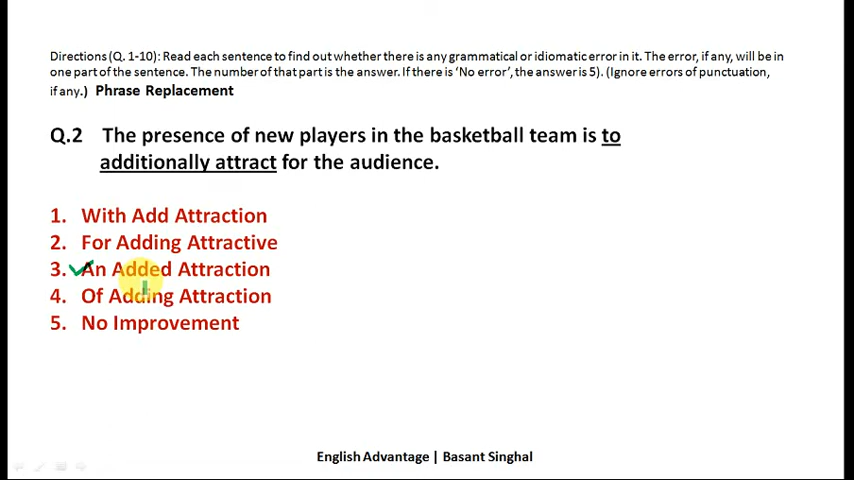 Directions (Q. 1-10): Read each sentence to find out whether there is any grammatical or idiomatic error in it. The error, if any, will be in
one part of the sentence. The number of that part is the answer. If there is 'No error', the answer is 5). (Ignore errors of punctuation,
if any.) Phrase Replacement
Q.2 The presence of new players in the basketball team is to
additionally attract for the audience.
1. With Add Attraction
2. For Adding Attractive
3. An Added Attraction
4. Of Adding Attraction
5. No Improvement
English Advantage | Basant Singhal